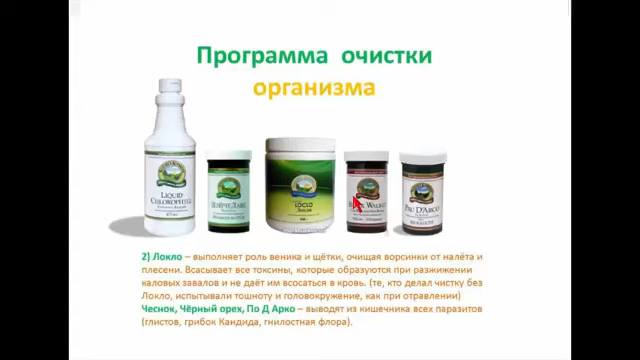 Программа очистки
организма
LIQUID
CHLOROPHYLL
LOCLO
PAU D'ARCO
2) Локло – выполняет роль веника и щётки, очищая ворсинки от налёта и
плесени. Всасывает все токсины, которые образуются при разжижении
каловых завалов и не даёт им всосаться в кровь. (те, кто делал чистку без
Локло, испытывали тошноту и головокружение, как при отравлении)
Чеснок, Чёрный орех, По Д Арко – выводят из кишечника всех паразитов
(глистов, грибок Кандида, гнилостная флора).